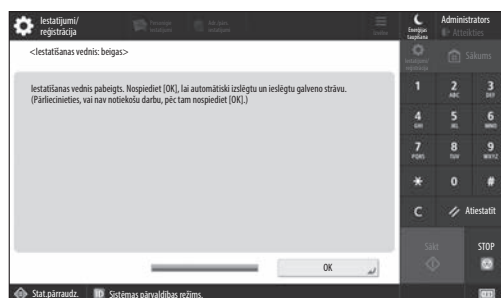 Iestatījumi/
reģistrācija
Enerģijas
taupīšana
Administrators
Atteikties
<Iestatīšanas vednis: beigas>
Sākums
Iestatīšanas vednis pabeigts. Nospiediet [OK], lai automātiski izslēgtu un ieslēgtu galveno strāvu.
(Pārliecinieties, vai nav notiekošu darbu, pēc tam nospiediet [OK].)
1
2 ABC
3 DEF
4 GHI
5 JKL
6 MNO
7 PQRS
8 TUV
9 WXYZ
* 0 #
C
Atiestatīt
Sākt
STOP
OK
Stat.pārraudz.
ID Sistēmas pārvaldības režīms.